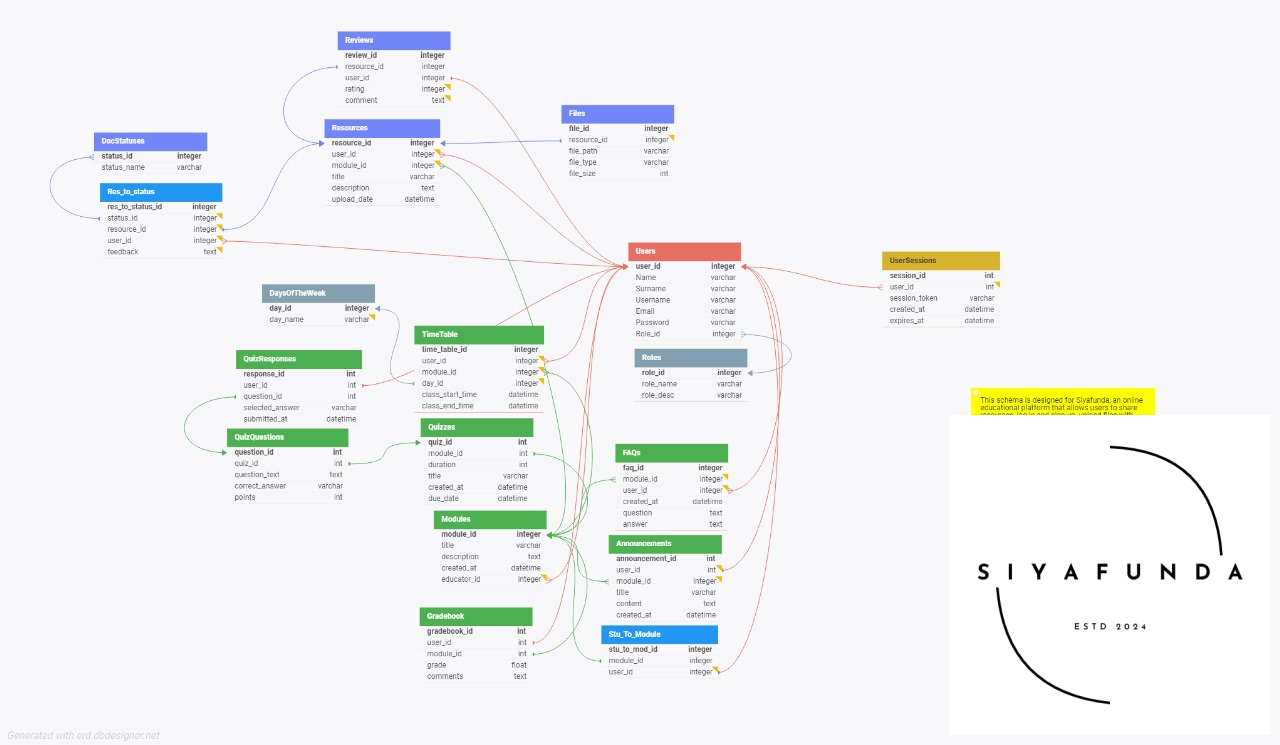 Reviews
review_id integer
resource_id integer
user_id integer
rating integer
comment text
Files
file_id integer
resource_id integer
file_path varchar
file_type varchar
file_size int
Resources
resource_id integer
user_id integer
module_id integer
title varchar
description text
upload_date datetime
DocStatuses
status_id integer
status_name varchar
Res_to_status
res_to_status_id integer
status_id integer
resource_id integer
user_id integer
feedback text
Users
user_id integer
Name varchar
Surname varchar
Username varchar
Email varchar
Password varchar
Role_id integer
UserSessions
session_id int
user_id int
session_token varchar
created_at datetime
expires_at datetime
DaysOfTheWeek
day_id integer
day_name varchar
TimeTable
time_table_id integer
user_id integer
module_id integer
day_id integer
class_start_time datetime
class_end_time datetime
Roles
role_id integer
role_name varchar
role_desc varchar
QuizResponses
response_id int
user_id int
question_id int
selected_answer varchar
submitted_at datetime
QuizQuestions
question_id int
quiz_id int
question_text text
correct_answer varchar
points int
Quizzes
quiz_id int
module_id int
duration int
title varchar
created_at datetime
due_date datetime
FAQs
faq_id integer
module_id integer
user_id integer
created_at datetime
question text
answer text
Modules
module_id integer
title varchar
description text
created_at datetime
educator_id Integer
Announcements
announcement_id int
user_id int
module_id integer
title varchar
content text
created_at datetime
Gradebook
gradebook_id int
user_id int
module_id int
grade float
comments text
Stu_To_Module
stu_to_mod_id integer
module_id integer
user_id integer
This schema is designed for Siyafunda, an online
educational platform that allows users to share
SIYAFUNDA
ESTD 2024
Generated with erd.dbdesigner.net